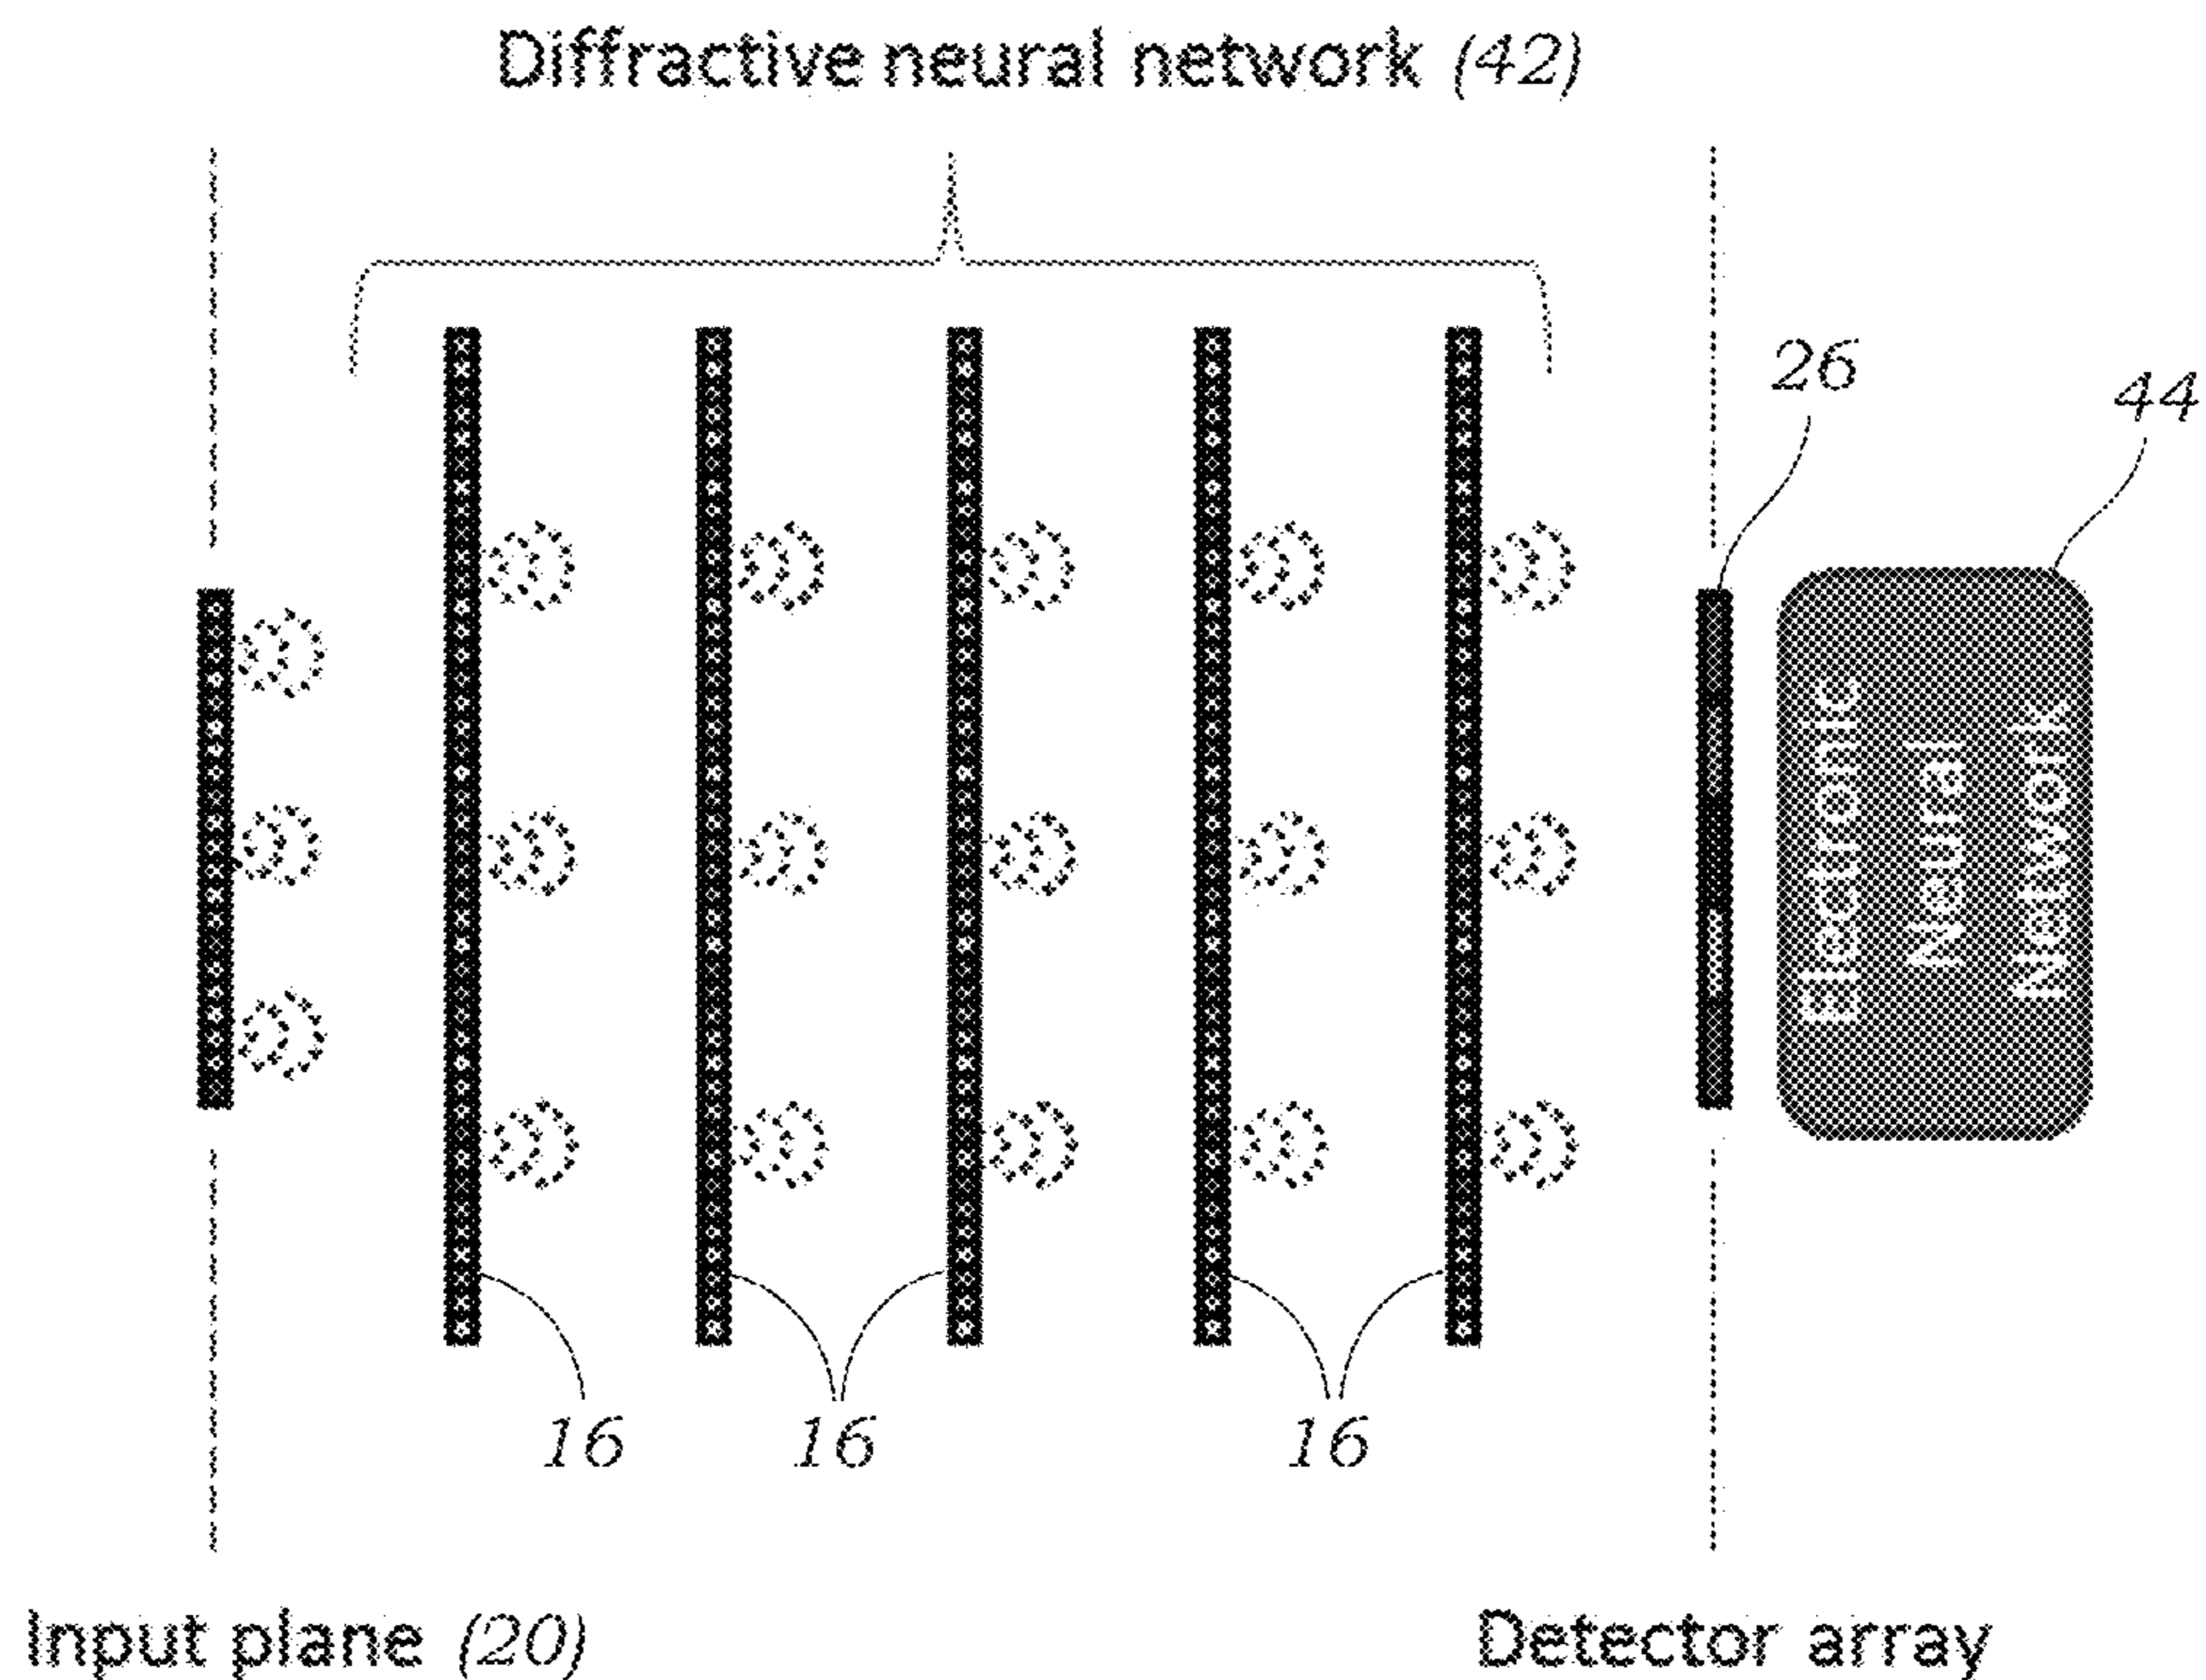 Diffractive neural network (42)
26
44
Electronic
Neural
Network
16
16
16
Input plane (20)
Detector array